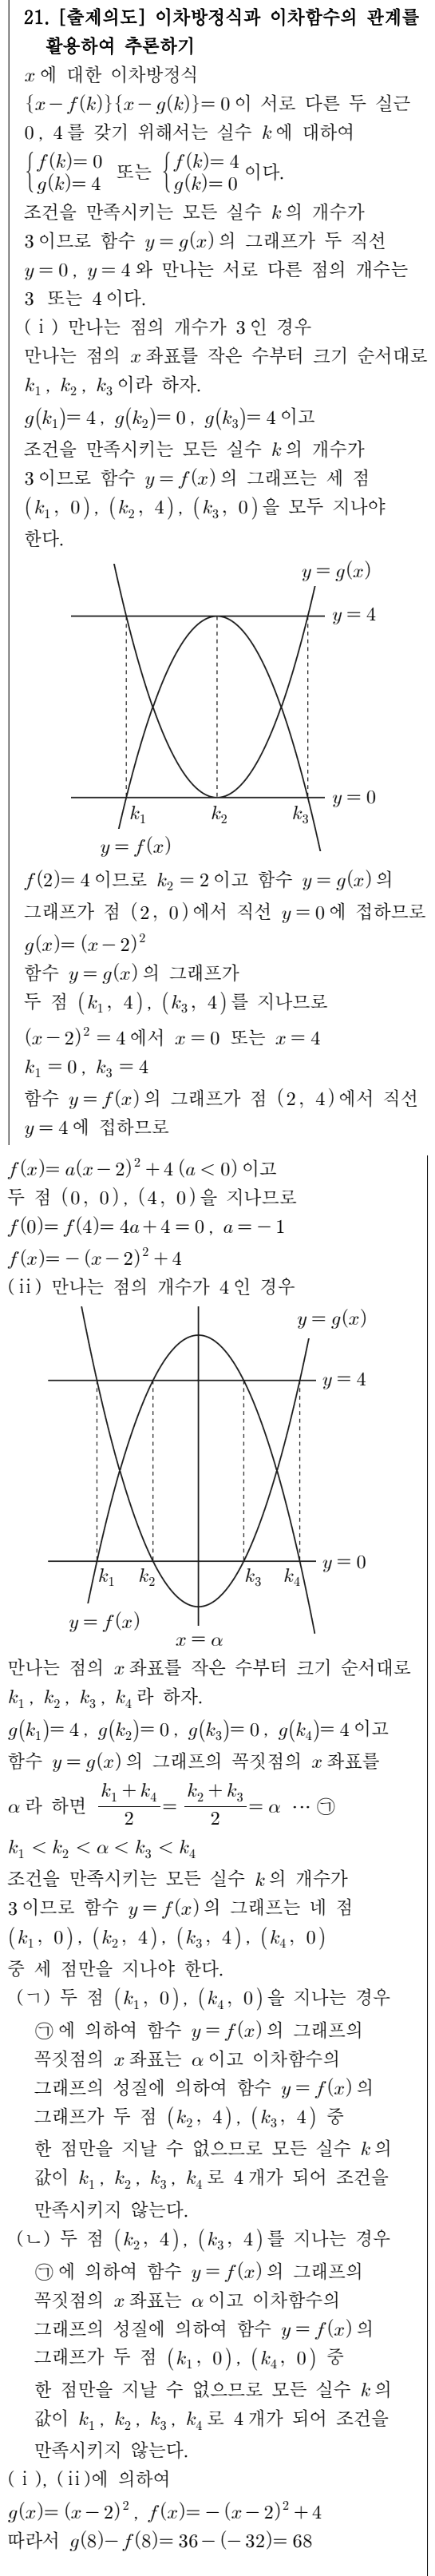 21. [출제의도] 이차방정식과 이차함수의 관계를
활용하여 추론하기
x에 대한 이차방정식
{x-f(k)}{x-g(k)}=0이 서로 다른 두 실근
0, 4를 갖기 위해서는 실수 k에 대하여
{f(k)=0 g(k)=4 또는 {f(k)=4 g(k)=0 이다.
조건을 만족시키는 모든 실수 k의 개수가
3이므로 함수 y=g(x)의 그래프가 두 직선
y=0, y=4와 만나는 서로 다른 점의 개수는
3 또는 4이다.
(ⅰ) 만나는 점의 개수가 3인 경우
만나는 점의 x좌표를 작은 수부터 크기 순서대로
k₁, k₂, k₃이라 하자.
g(k₁)=4, g(k₂)=0, g(k₃)=4이고
조건을 만족시키는 모든 실수 k의 개수가
3이므로 함수 y=f(x)의 그래프는 세 점
(k₁, 0), (k₂, 4), (k₃, 0)을 모두 지나야
한다.
y=g(x)
y=4
y=0
k₁ k₂ k₃
y=f(x)
f(2)=4이므로 k₂=2이고 함수 y=g(x)의
그래프가 점 (2, 0)에서 직선 y=0에 접하므로
g(x)=(x-2)²
함수 y=g(x)의 그래프가
두 점 (k₁, 4), (k₃, 4)를 지나므로
(x-2)²=4에서 x=0 또는 x=4
k₁=0, k₃=4
함수 y=f(x)의 그래프가 점 (2, 4)에서 직선
y=4에 접하므로
f(x)=a(x-2)²+4 (a<0)이고
두 점 (0, 0), (4, 0)을 지나므로
f(0)=f(4)=4a+4=0, a=-1
f(x)=-(x-2)²+4
(ⅱ) 만나는 점의 개수가 4인 경우
y=g(x)
y=4
y=0
k₁ k₂ k₃ k₄
y=f(x)
x=α
만나는 점의 x좌표를 작은 수부터 크기 순서대로
k₁, k₂, k₃, k₄라 하자.
g(k₁)=4, g(k₂)=0, g(k₃)=0, g(k₄)=4이고
함수 y=g(x)의 그래프의 꼭짓점의 x좌표를
α라 하면 (k₁+k₄)/2=(k₂+k₃)/2=α ⋯ ㉠
k₁<k₂<α<k₃<k₄
조건을 만족시키는 모든 실수 k의 개수가
3이므로 함수 y=f(x)의 그래프는 네 점
(k₁, 0), (k₂, 4), (k₃, 4), (k₄, 0)
중 세 점만을 지나야 한다.
(ㄱ) 두 점 (k₁, 0), (k₄, 0)을 지나는 경우
㉠에 의하여 함수 y=f(x)의 그래프의
꼭짓점의 x좌표는 α이고 이차함수의
그래프의 성질에 의하여 함수 y=f(x)의
그래프가 두 점 (k₂, 4), (k₃, 4) 중
한 점만을 지날 수 없으므로 모든 실수 k의
값이 k₁, k₂, k₃, k₄로 4개가 되어 조건을
만족시키지 않는다.
(ㄴ) 두 점 (k₂, 4), (k₃, 4)를 지나는 경우
㉠에 의하여 함수 y=f(x)의 그래프의
꼭짓점의 x좌표는 α이고 이차함수의
그래프의 성질에 의하여 함수 y=f(x)의
그래프가 두 점 (k₁, 0), (k₄, 0) 중
한 점만을 지날 수 없으므로 모든 실수 k의
값이 k₁, k₂, k₃, k₄로 4개가 되어 조건을
만족시키지 않는다.
(ⅰ), (ⅱ)에 의하여
g(x)=(x-2)², f(x)=-(x-2)²+4
따라서 g(8)-f(8)=36-(-32)=68